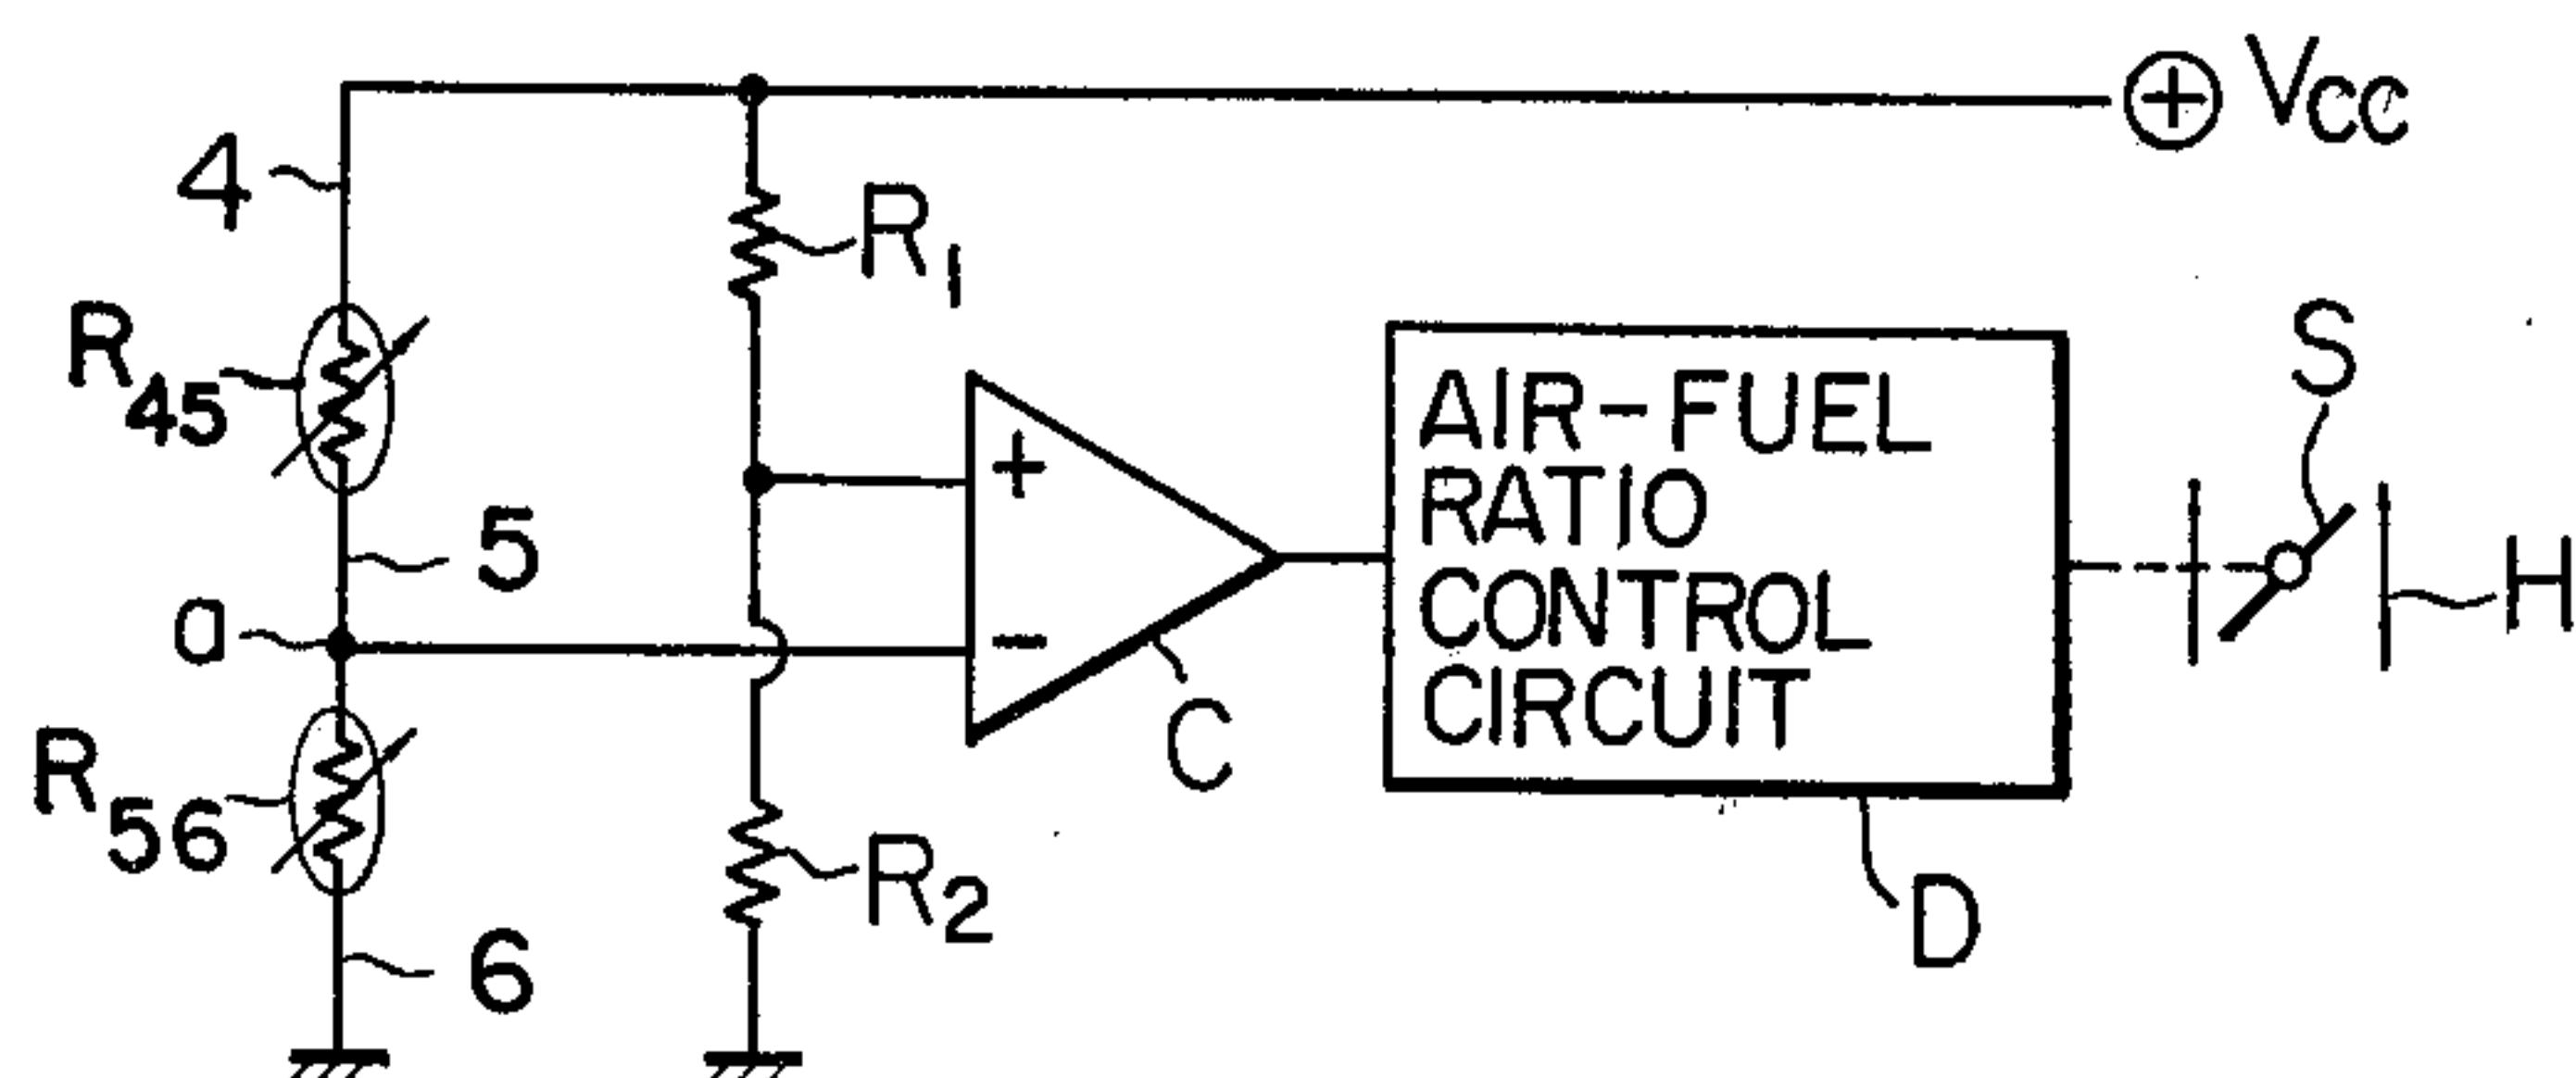 + Vcc
4
R1
R45
S
AIR-FUEL
RATIO
CONTROL
CIRCUIT
+
5
H
a
-
C
R56
R2
D
6